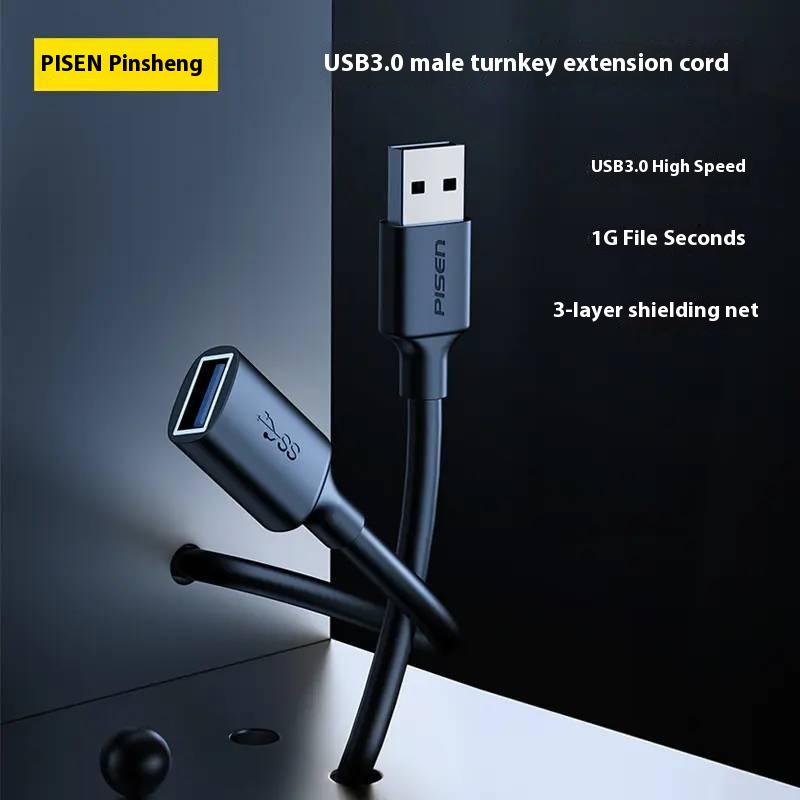 PISEN Pinsheng
USB3.0 male turnkey extension cord
USB3.0 High Speed
1G File Seconds
3-layer shielding net
PISEN
SS